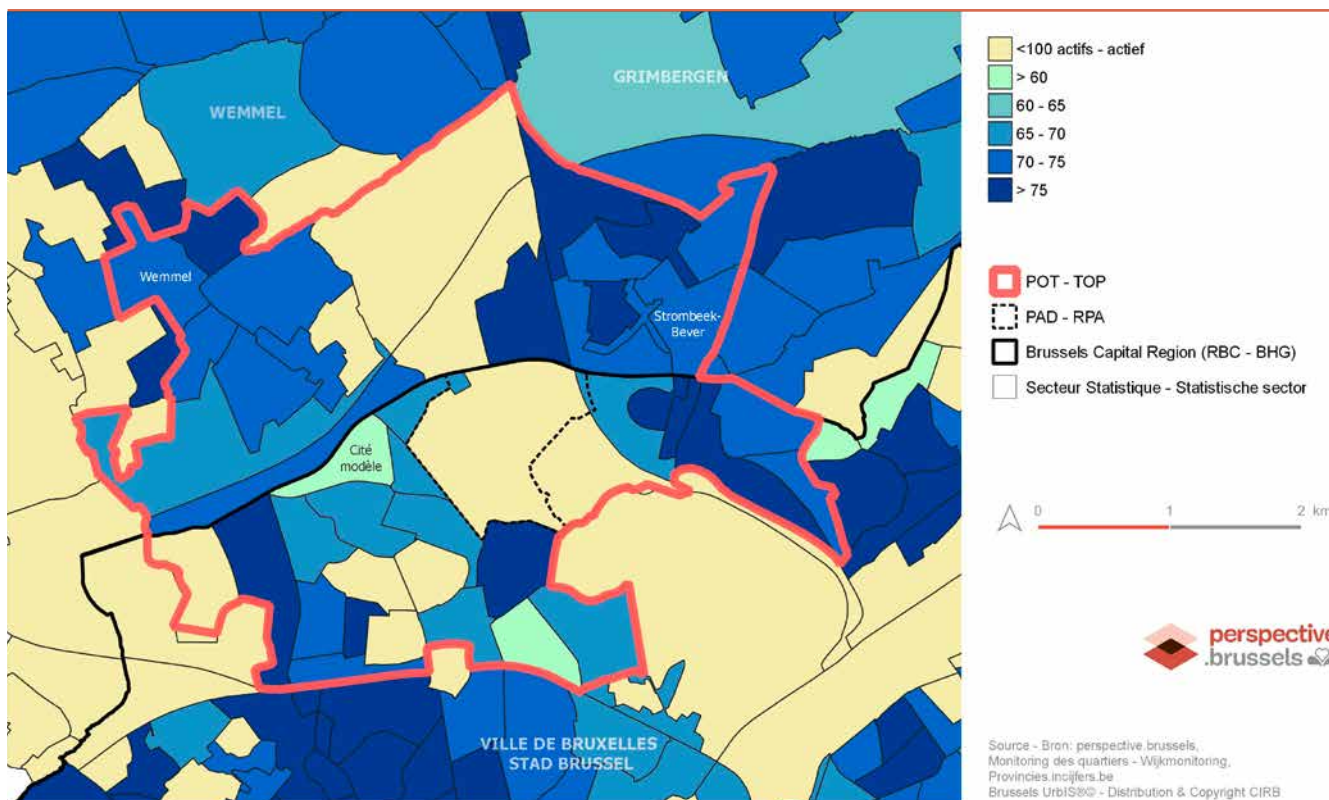 GRIMBERGEN
WEMMEL
Wemmel
Strombeek-
Bever
Cité
modèle
VILLE DE BRUXELLES
STAD BRUSSEL
<100 actifs - actief
> 60
60 - 65
65 - 70
70 - 75
> 75
POT - TOP
PAD - RPA
Brussels Capital Region (RBC - BHG)
Secteur Statistique - Statistische sector
0 1 2 km
perspective
.brussels
Source - Bron: perspective.brussels,
Monitoring des quartiers - Wijkmonitoring,
Provincies.incijfers.be
Brussels UrbIS®© - Distribution & Copyright CIRB